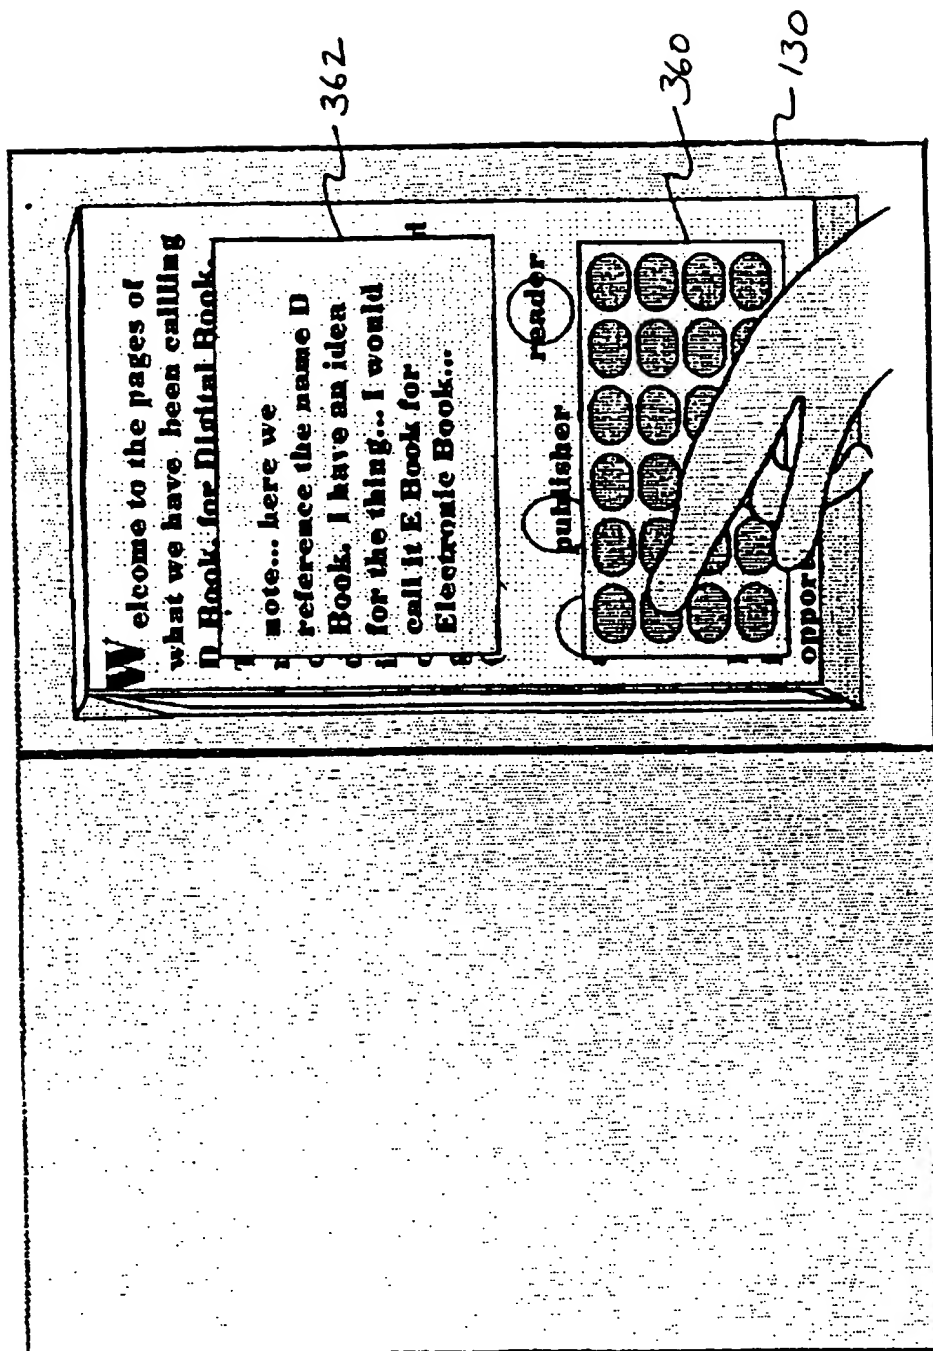 Welcome to the pages of
what we have been callling
D Book, for Digital Book.
note... here we
reference the name D
Book. I have an idea
for the thing... I would
call it E Book for
Electronic Book...
publisher
reader
oppors
362
360
130